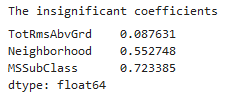 The insignificant coefficients
TotRmsAbvGrd 0.087631
Neighborhood 0.552748
MSSubClass 0.723385
dtype: float64